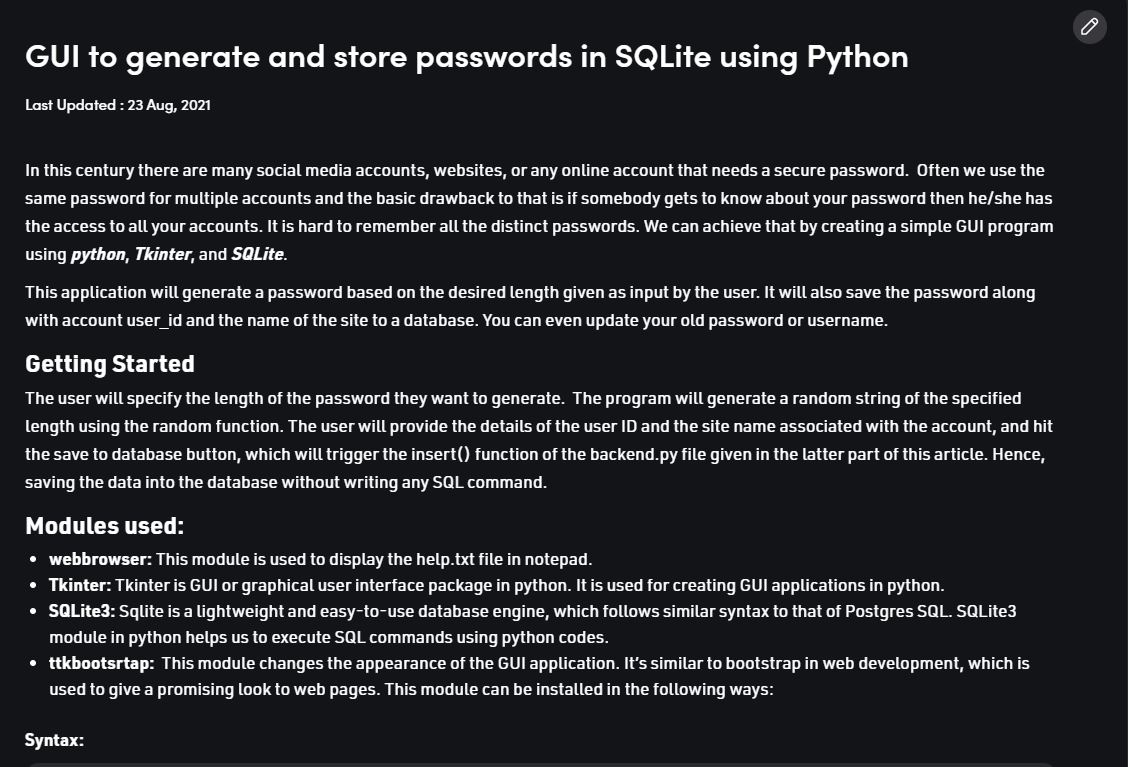 GUI to generate and store passwords in SQLite using Python
Last Updated : 23 Aug, 2021
In this century there are many social media accounts, websites, or any online account that needs a secure password.  Often we use the
same password for multiple accounts and the basic drawback to that is if somebody gets to know about your password then he/she has
the access to all your accounts. It is hard to remember all the distinct passwords. We can achieve that by creating a simple GUI program
using python, Tkinter, and SQLite.
This application will generate a password based on the desired length given as input by the user. It will also save the password along
with account user_id and the name of the site to a database. You can even update your old password or username.
Getting Started
The user will specify the length of the password they want to generate.  The program will generate a random string of the specified
length using the random function. The user will provide the details of the user ID and the site name associated with the account, and hit
the save to database button, which will trigger the insert() function of the backend.py file given in the latter part of this article. Hence,
saving the data into the database without writing any SQL command.
Modules used:
• webbrowser: This module is used to display the help.txt file in notepad.
• Tkinter: Tkinter is GUI or graphical user interface package in python. It is used for creating GUI applications in python.
• SQLite3: Sqlite is a lightweight and easy-to-use database engine, which follows similar syntax to that of Postgres SQL. SQLite3
module in python helps us to execute SQL commands using python codes.
• ttkbootsrtap:  This module changes the appearance of the GUI application. It’s similar to bootstrap in web development, which is
used to give a promising look to web pages. This module can be installed in the following ways:
Syntax: